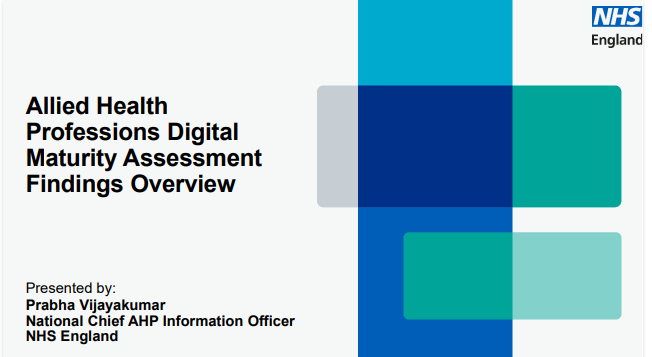 NHS
England
Allied Health
Professions Digital
Maturity Assessment
Findings Overview
Presented by:
Prabha Vijayakumar
National Chief AHP Information Officer
NHS England